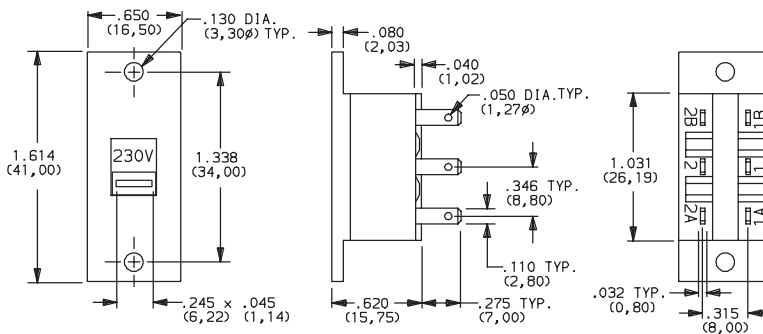 .650
(16,50)
.130 DIA.
(3,30ø) TYP.
1.614
(41,00)
230V
1.338
(34,00)
.245 x .045
(6,22) (1,14)
.080
(2,03)
.040
(1,02)
.050 DIA.TYP.
(1,27ø)
.346 TYP.
(8,80)
.110 TYP.
(2,80)
.620
(15,75)
.275 TYP.
(7,00)
1.031
(26,19)
2B
1B
2
1
2A
1A
.032 TYP.
(0,80)
.315
(8,00)